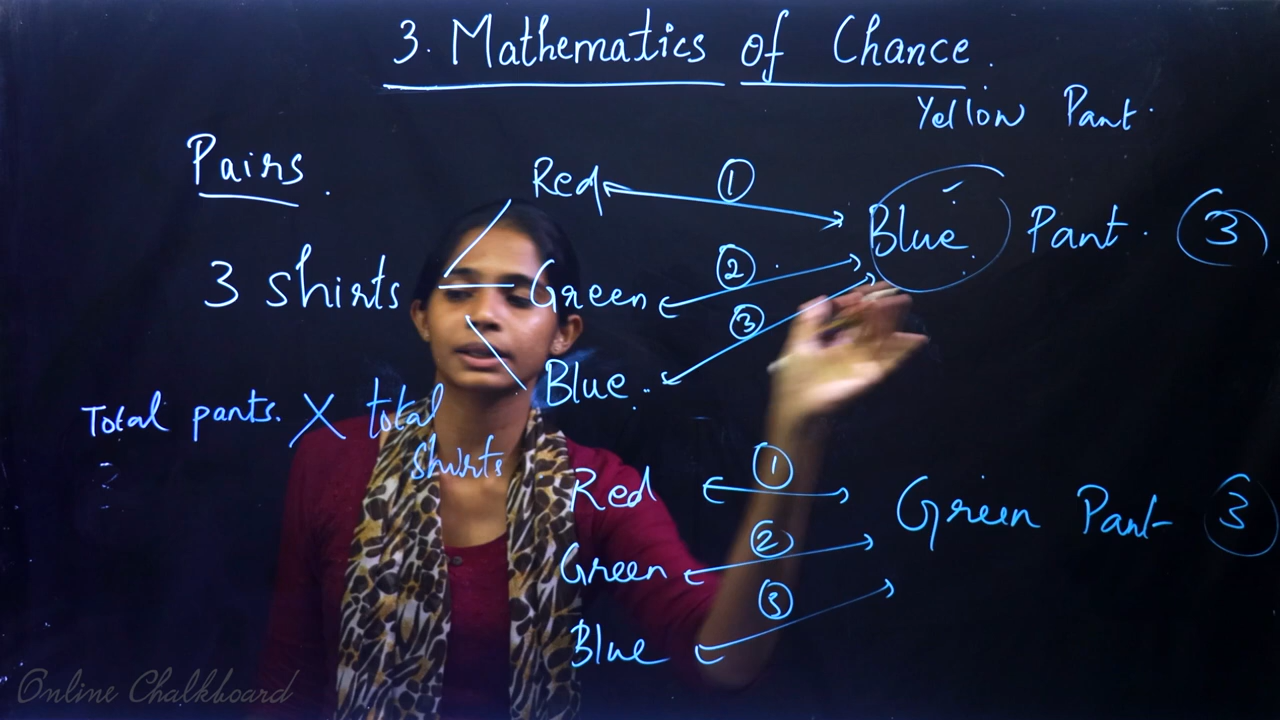 3. Mathematics of Chance.
Yellow Pant.
Pairs.
Red 1 Blue Pant. 3
3 Shirts Green 2
Blue.. 3
Total pants. X total shirts
Red 1 Green Pant 3
Green 2
Blue 3
Online Chalkboard